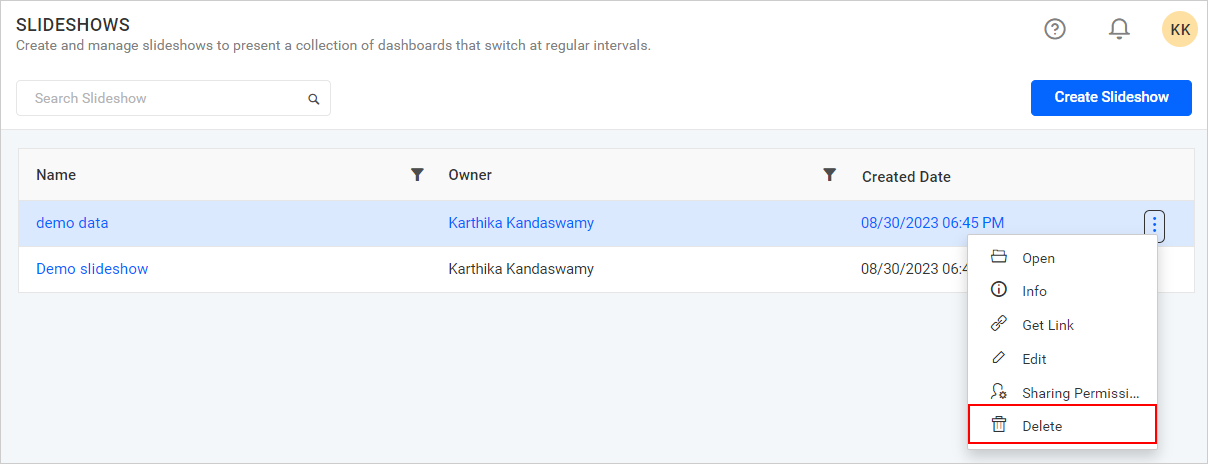 SLIDESHOWS
Create and manage slideshows to present a collection of dashboards that switch at regular intervals.
KK
Search Slideshow
Create Slideshow
Name Owner Created Date
demo data Karthika Kandaswamy 08/30/2023 06:45 PM
Demo slideshow Karthika Kandaswamy 08/30/2023 06:4
Open
Info
Get Link
Edit
Sharing Permissi...
Delete